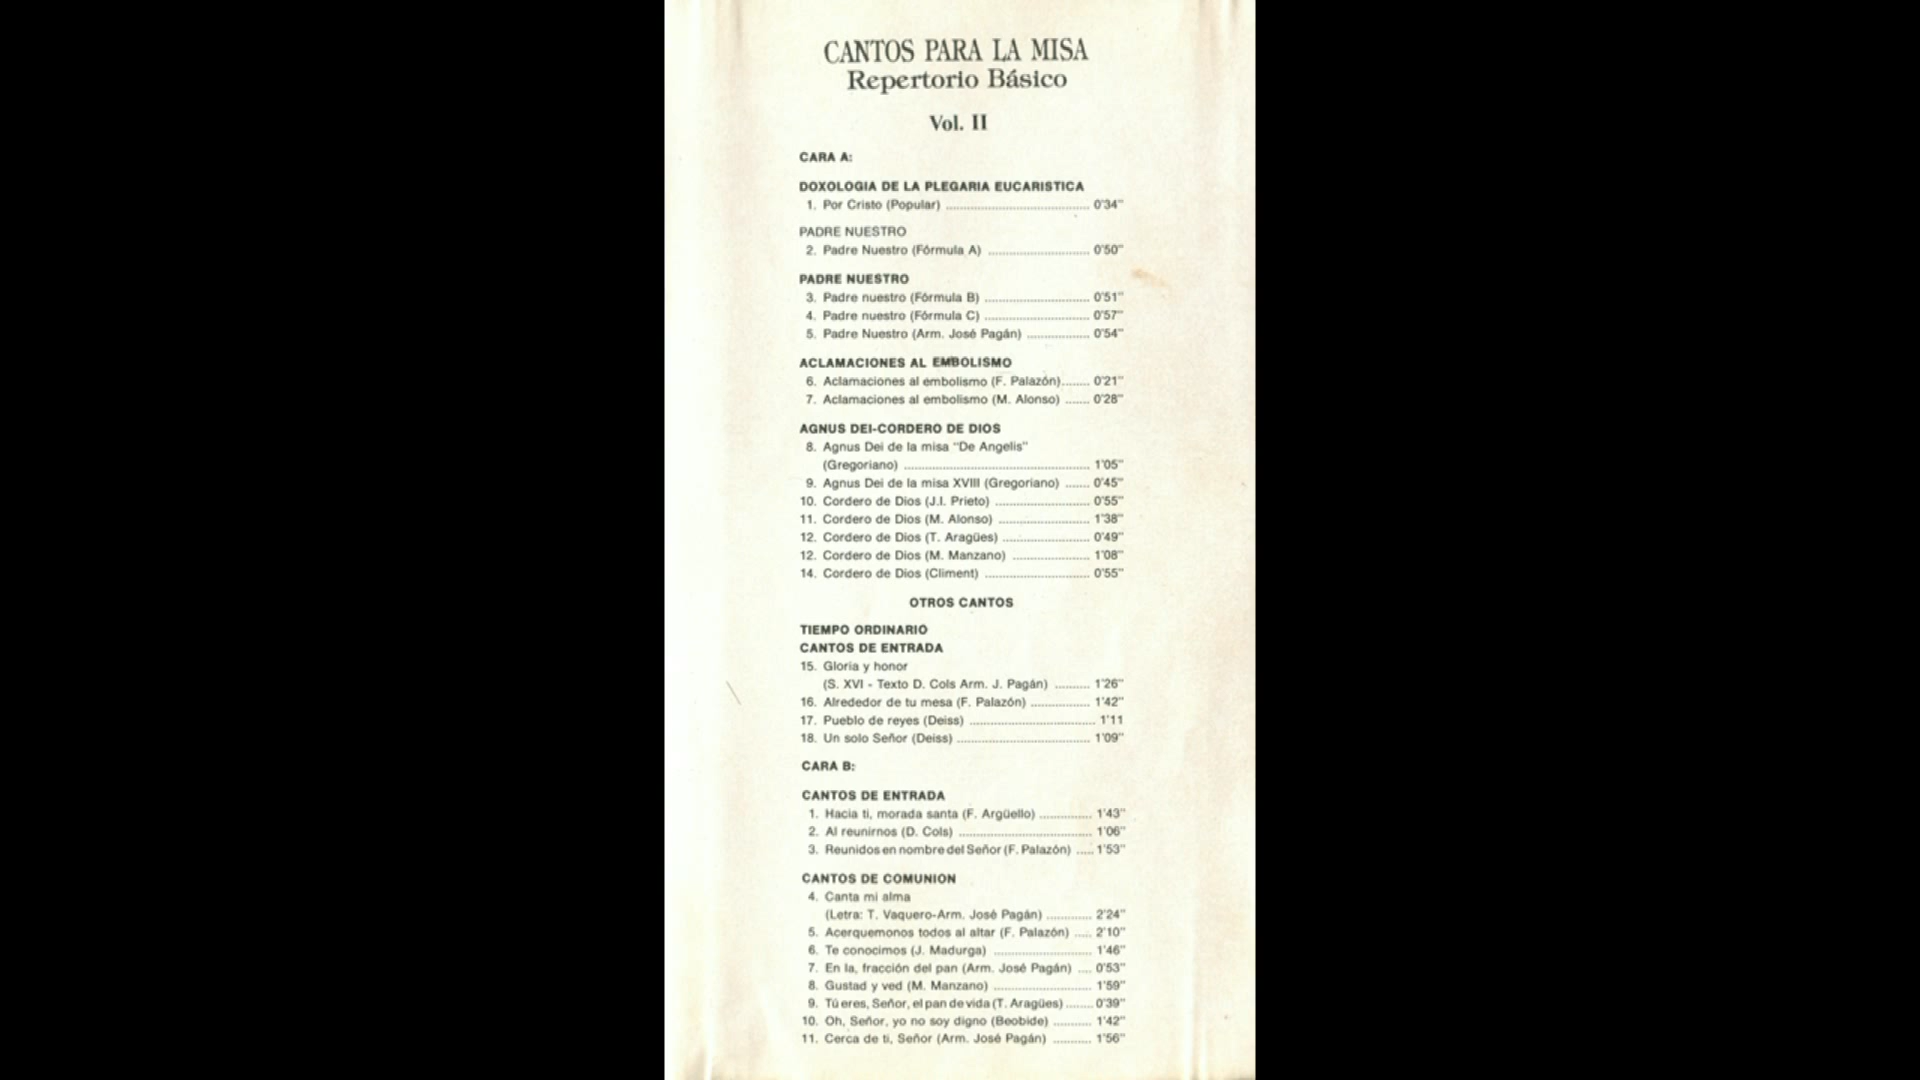 CANTOS PARA LA MISA
Repertorio Básico
Vol. II
CARA A:
DOXOLOGIA DE LA PLEGARIA EUCARISTICA
1. Por Cristo (Popular) ........ 0'34"
PADRE NUESTRO
2. Padre Nuestro (Fórmula A) ........ 0'50"
PADRE NUESTRO
3. Padre nuestro (Fórmula B) ........ 0'51"
4. Padre nuestro (Fórmula C) ........ 0'57"
5. Padre Nuestro (Arm. José Pagán) ........ 0'54"
ACLAMACIONES AL EMBOLISMO
6. Aclamaciones al embolismo (F. Palazón) ........ 0'21"
7. Aclamaciones al embolismo (M. Alonso) ....... 0'28"
AGNUS DEI-CORDERO DE DIOS
8. Agnus Dei de la misa "De Angelis"
(Gregoriano) ........ 1'05"
9. Agnus Dei de la misa XVIII (Gregoriano) ....... 0'45"
10. Cordero de Dios (J.I. Prieto) ........ 0'55"
11. Cordero de Dios (M. Alonso) ........ 1'38"
12. Cordero de Dios (T. Aragües) ........ 0'49"
12. Cordero de Dios (M. Manzano) ........ 1'08"
14. Cordero de Dios (Climent) ........ 0'55"
OTROS CANTOS
TIEMPO ORDINARIO
CANTOS DE ENTRADA
15. Gloria y honor
(S. XVI - Texto D. Cols Arm. J. Pagán) .......... 1'26"
16. Alrededor de tu mesa (F. Palazón) ........ 1'42"
17. Pueblo de reyes (Deiss) ........ 1'11
18. Un solo Señor (Deiss) ........ 1'09"
CARA B:
CANTOS DE ENTRADA
1. Hacia ti, morada santa (F. Argüello) ........ 1'43"
2. Al reunirnos (D. Cols) ........ 1'06"
3. Reunidos en nombre del Señor (F. Palazón) ..... 1'53"
CANTOS DE COMUNION
4. Canta mi alma
(Letra: T. Vaquero-Arm. José Pagán) ........ 2'24"
5. Acerquemonos todos al altar (F. Palazón) ..... 2'10"
6. Te conocimos (J. Madurga) ........ 1'46"
7. En la, fracción del pan (Arm. José Pagán) .... 0'53"
8. Gustad y ved (M. Manzano) ........ 1'59"
9. Tú eres, Señor, el pan de vida (T. Aragües) ........ 0'39"
10. Oh, Señor, yo no soy digno (Beobide) ........ 1'42"
11. Cerca de ti, Señor (Arm. José Pagán) ........ 1'56"